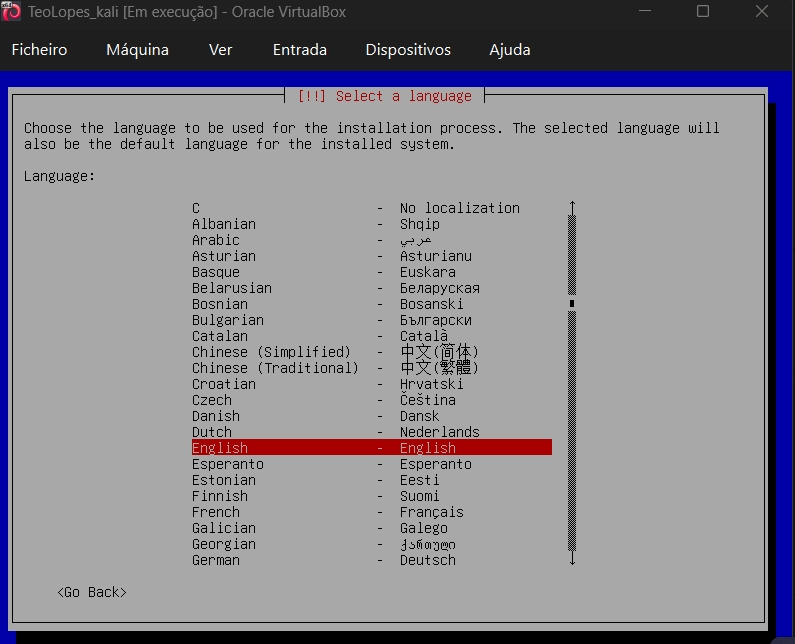 TeoLopes_kali [Em execução] - Oracle VirtualBox
Ficheiro Máquina Ver Entrada Dispositivos Ajuda
[!!] Select a language
Choose the language to be used for the installation process. The selected language will
also be the default language for the installed system.
Language:
C - No localization
Albanian - Shqip
Arabic - عربي
Asturian - Asturianu
Basque - Euskara
Belarusian - Беларуская
Bosnian - Bosanski
Bulgarian - Български
Catalan - Català
Chinese (Simplified) - 中文(简体)
Chinese (Traditional) - 中文(繁體)
Croatian - Hrvatski
Czech - Čeština
Danish - Dansk
Dutch - Nederlands
English - English
Esperanto - Esperanto
Estonian - Eesti
Finnish - Suomi
French - Français
Galician - Galego
Georgian - ქართული
German - Deutsch
<Go Back>